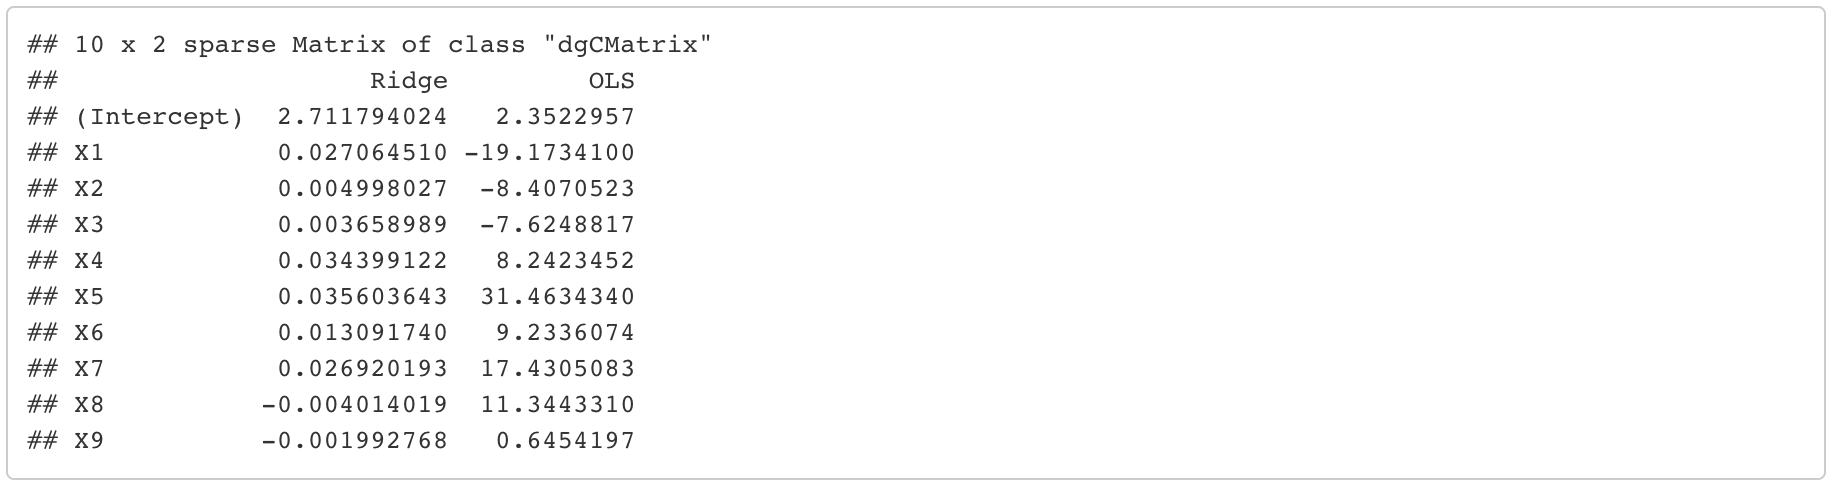 ## 10 x 2 sparse Matrix of class "dgCMatrix"
##                    Ridge         OLS
## (Intercept)  2.711794024   2.3522957
## X1           0.027064510 -19.1734100
## X2           0.004998027  -8.4070523
## X3           0.003658989  -7.6248817
## X4           0.034399122   8.2423452
## X5           0.035603643  31.4634340
## X6           0.013091740   9.2336074
## X7           0.026920193  17.4305083
## X8          -0.004014019  11.3443310
## X9          -0.001992768   0.6454197